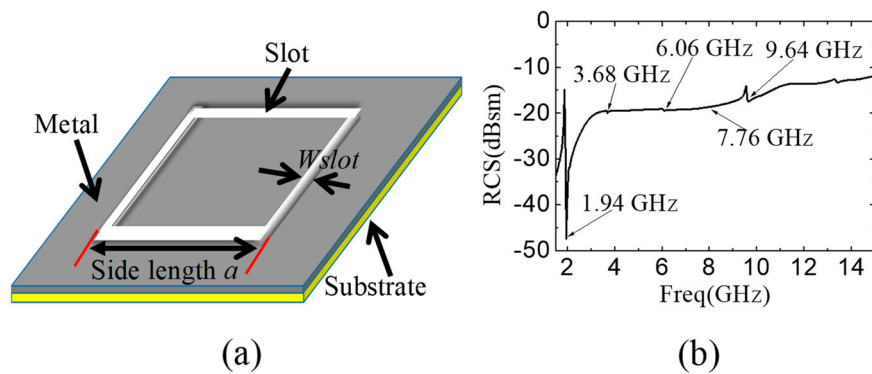 Slot
Metal
Wslot
Side length a
Substrate
(a)
RCS(dBsm)
0
-10
-20
-30
-40
-50
3.68 GHz
6.06 GHz
9.64 GHz
7.76 GHz
1.94 GHz
2 4 6 8 10 12 14
Freq(GHz)
(b)